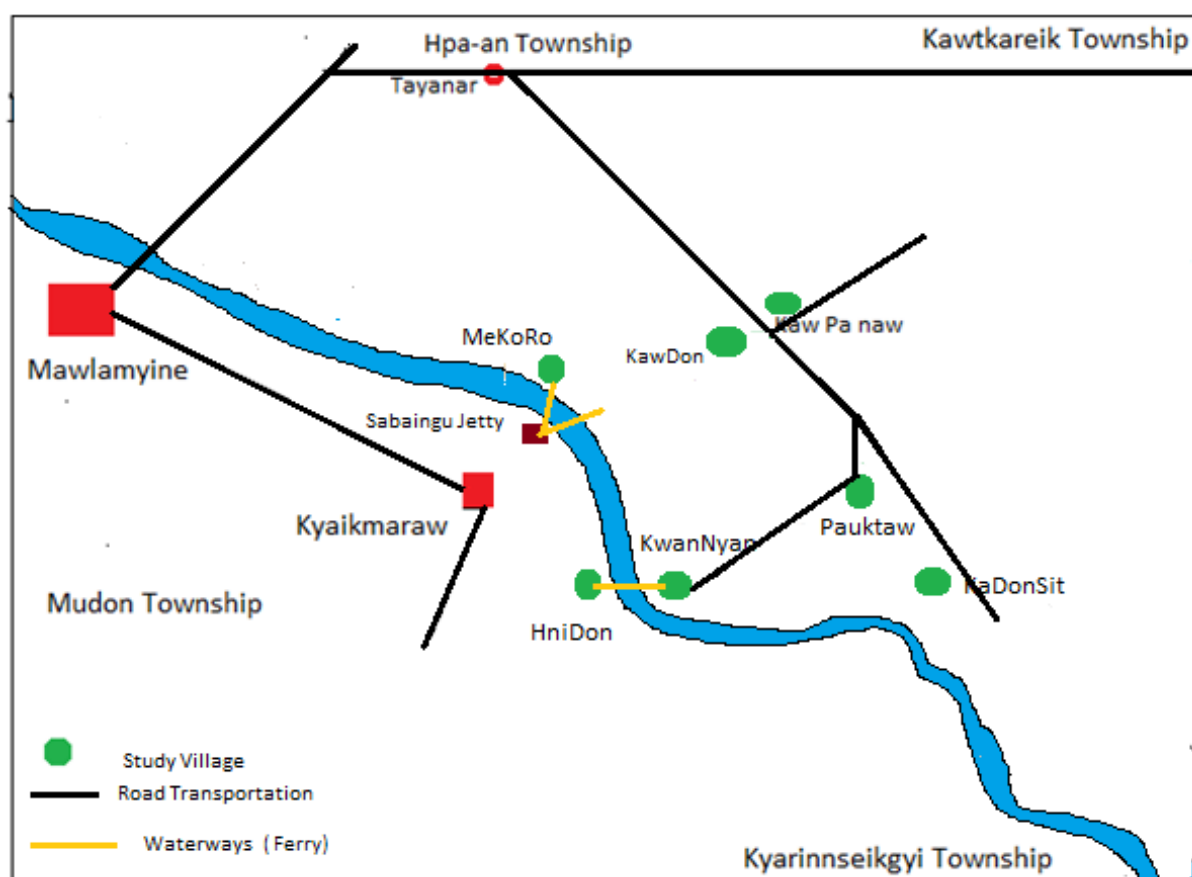 Hpa-an Township
Kawtkareik Township
Tayanar
Kaw Pa naw
MeKoRo
KawDon
Mawlamyine
Sabaingu Jetty
Kyaikmaraw
Pauktaw
KwanNyan
KaDonSit
Mudon Township
HniDon
Study Village
Road Transportation
Waterways ( Ferry)
Kyarinnseikgyi Township